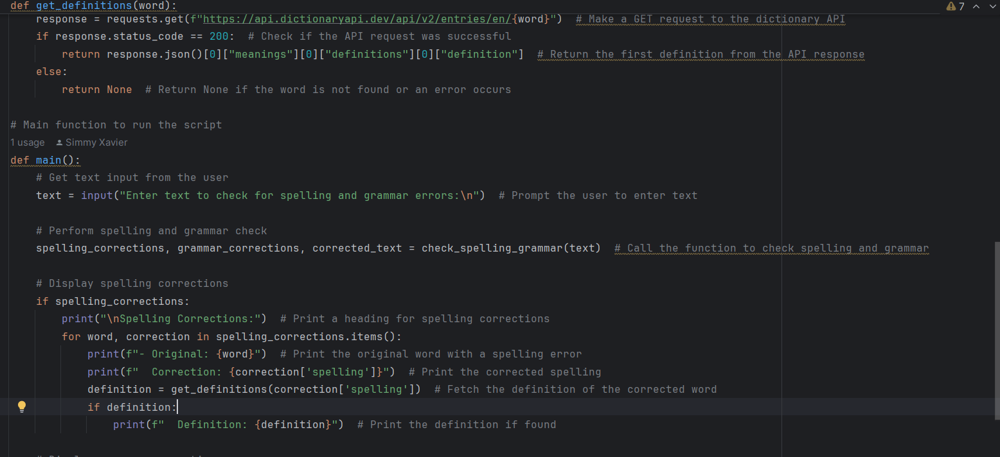 def get_definitions(word):
7
    response = requests.get(f"https://api.dictionaryapi.dev/api/v2/entries/en/{word}")  # Make a GET request to the dictionary API
    if response.status_code == 200:  # Check if the API request was successful
        return response.json()[0]["meanings"][0]["definitions"][0]["definition"]  # Return the first definition from the API response
    else:
        return None  # Return None if the word is not found or an error occurs
# Main function to run the script
1 usage  Simmy Xavier
def main():
    # Get text input from the user
    text = input("Enter text to check for spelling and grammar errors:\n")  # Prompt the user to enter text
    # Perform spelling and grammar check
    spelling_corrections, grammar_corrections, corrected_text = check_spelling_grammar(text)  # Call the function to check spelling and grammar
    # Display spelling corrections
    if spelling_corrections:
        print("\nSpelling Corrections:")  # Print a heading for spelling corrections
        for word, correction in spelling_corrections.items():
            print(f"- Original: {word}")  # Print the original word with a spelling error
            print(f"  Correction: {correction['spelling']}")  # Print the corrected spelling
            definition = get_definitions(correction['spelling'])  # Fetch the definition of the corrected word
            if definition:
                print(f"  Definition: {definition}")  # Print the definition if found